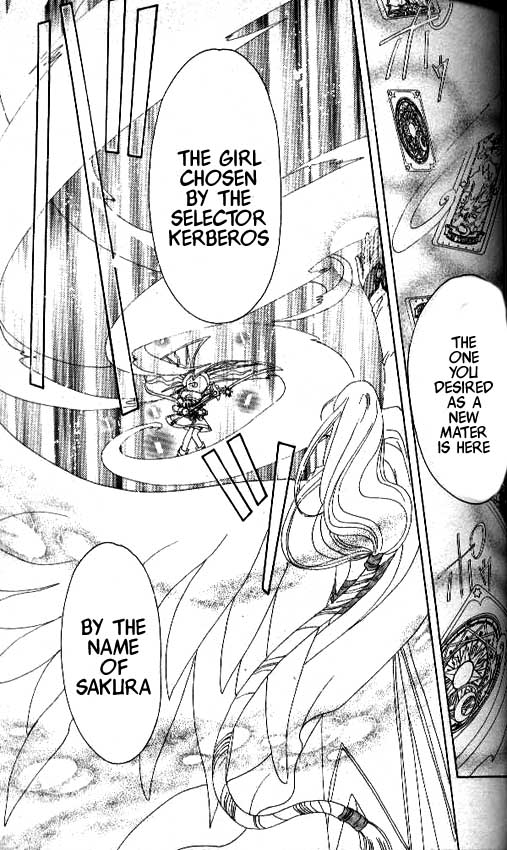 THE
ONE
YOU
DESIRED
AS A
NEW
MATER
IS HERE
THE GIRL
CHOSEN
BY THE
SELECTOR
KERBEROS
BY THE
NAME
OF
SAKURA